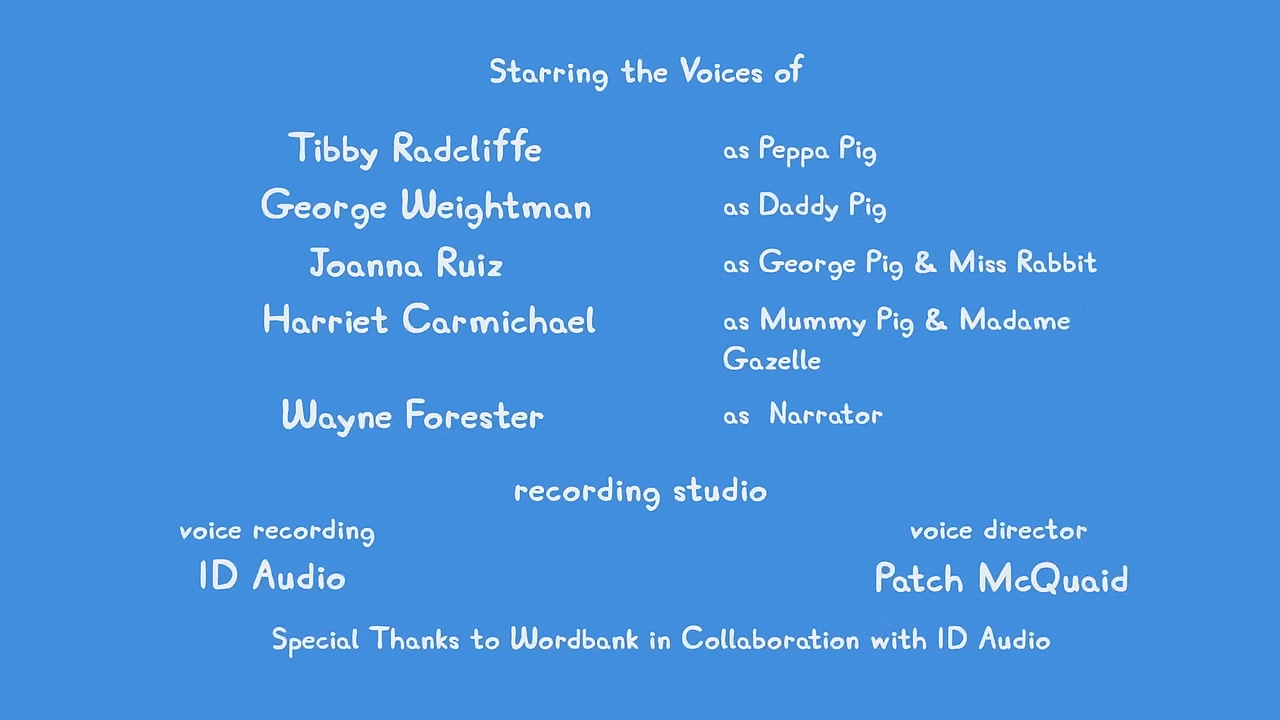 Starring the Voices of
Tibby Radcliffe as Peppa Pig
George Weightman as Daddy Pig
Joanna Ruiz as George Pig & Miss Rabbit
Harriet Carmichael as Mummy Pig & Madame
Gazelle
Wayne Forester as Narrator
recording studio
voice recording voice director
ID Audio Patch McQuaid
Special Thanks to Wordbank in Collaboration with ID Audio